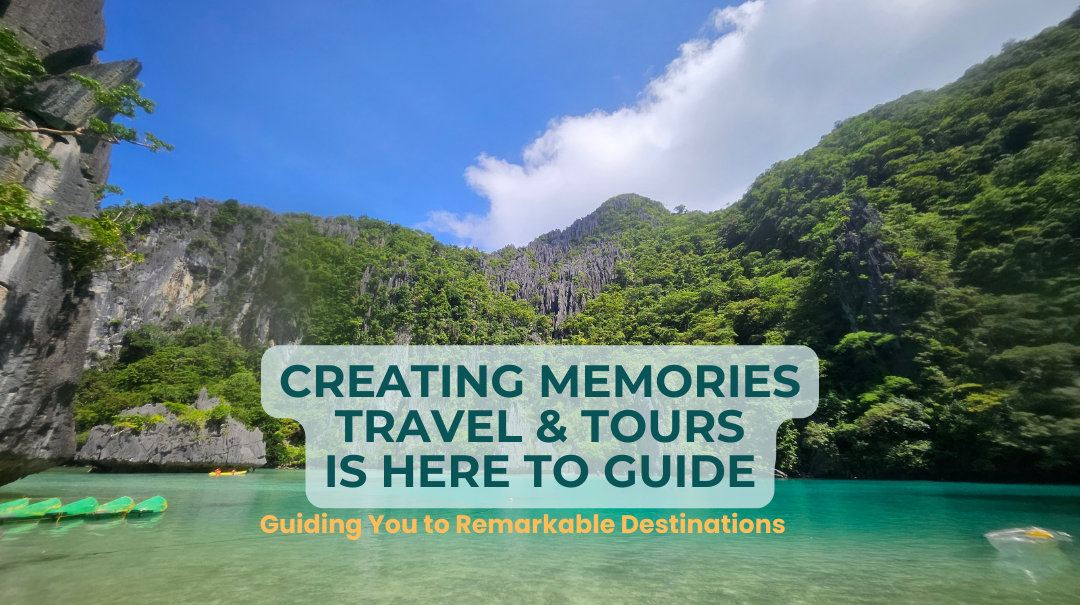 CREATING MEMORIES
TRAVEL & TOURS
IS HERE TO GUIDE
Guiding You to Remarkable Destinations